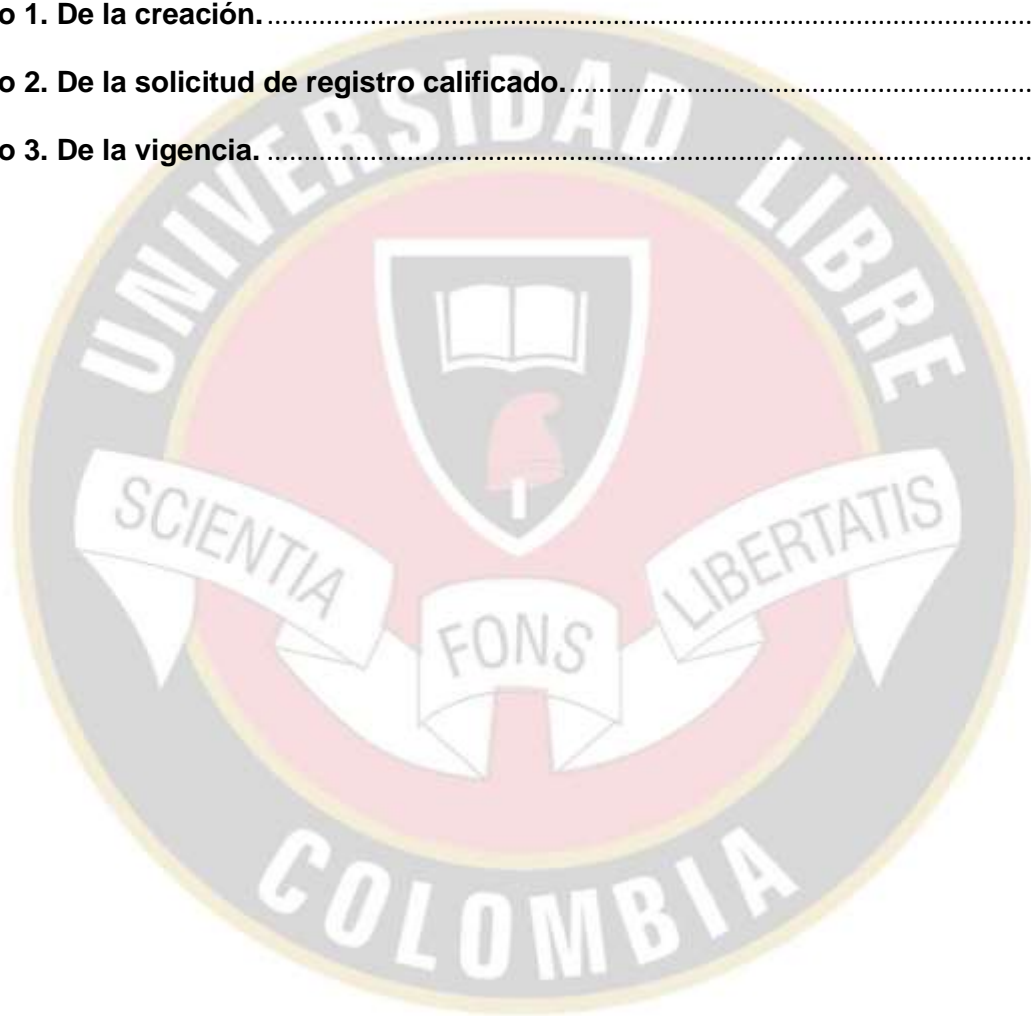 o 1. De la creación. ........................................................................
o 2. De la solicitud de registro calificado. ........................................................................
o 3. De la vigencia. ........................................................................
UNIVERSIDAD LIBRE
SCIENTIA
FONS
LIBERTATIS
COLOMBIA